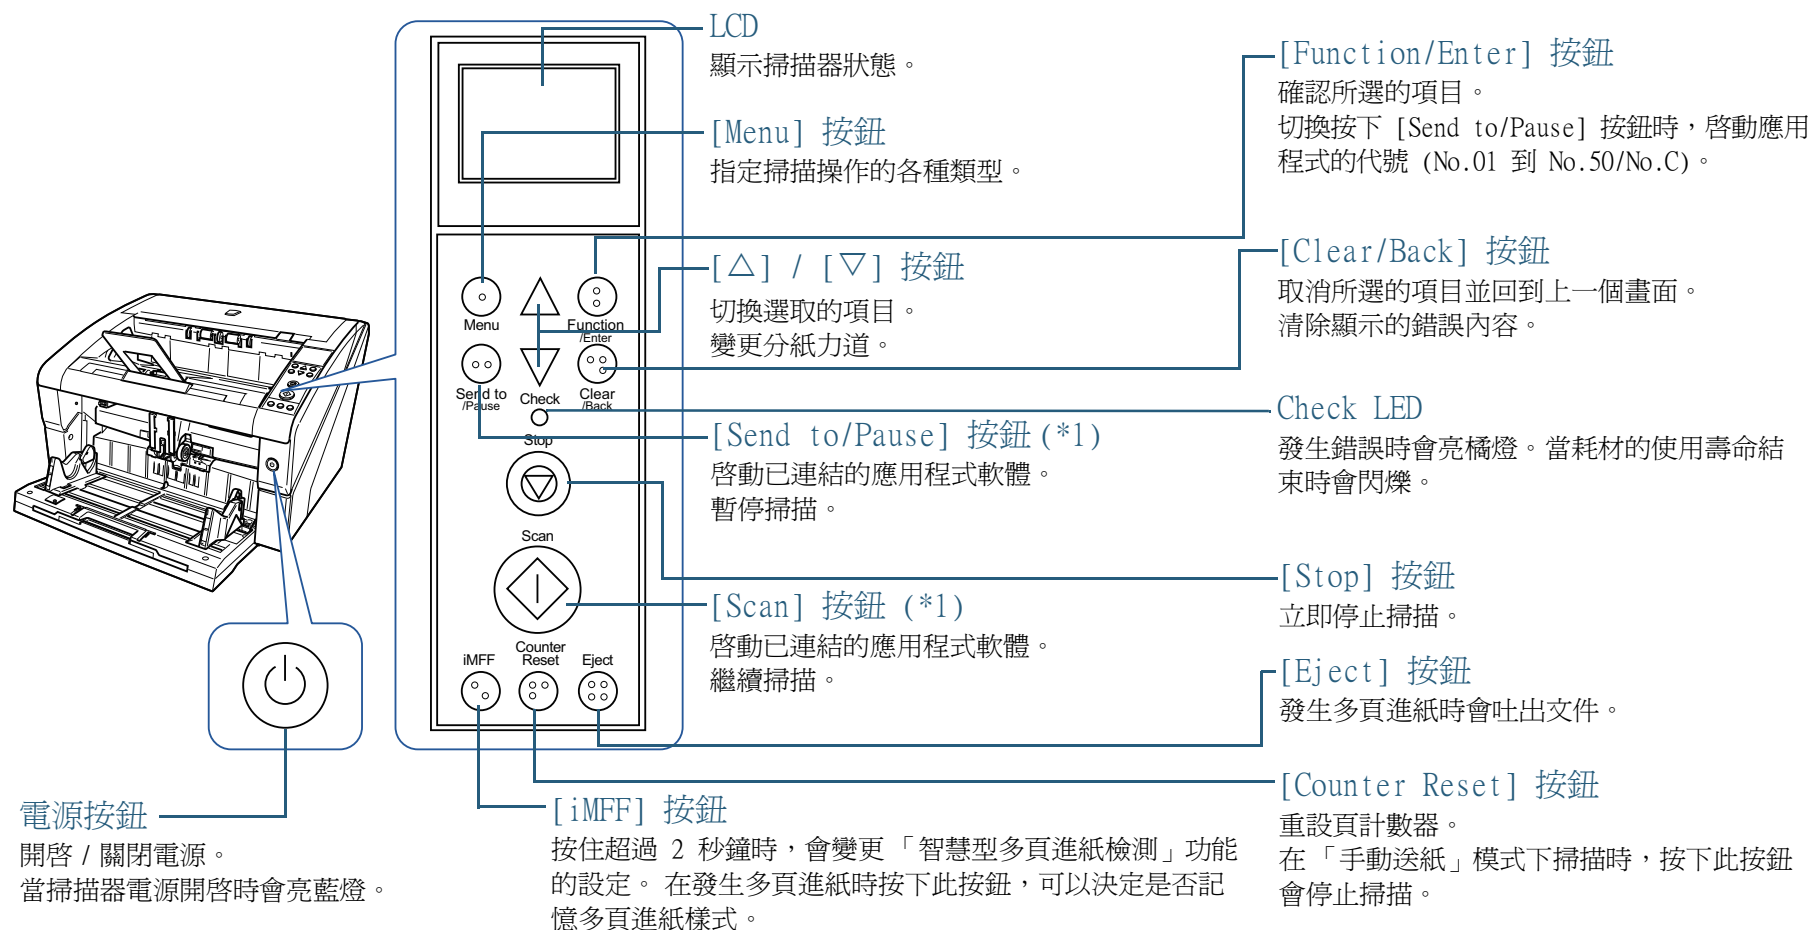 LCD
顯示掃描器狀態。
[Menu] 按鈕
指定掃描操作的各種類型。
[△] / [▽] 按鈕
切換選取的項目。
變更分紙力道。
[Send to/Pause] 按鈕 (*1)
啓動已連結的應用程式軟體。
暫停掃描。
[Scan] 按鈕 (*1)
啓動已連結的應用程式軟體。
繼續掃描。
[Function/Enter] 按鈕
確認所選的項目。
切換按下 [Send to/Pause] 按鈕時，啓動應用
程式的代號 (No.01 到 No.50/No.C)。
[Clear/Back] 按鈕
取消所選的項目並回到上一個畫面。
清除顯示的錯誤內容。
Check LED
發生錯誤時會亮橘燈。當耗材的使用壽命結
束時會閃爍。
[Stop] 按鈕
立即停止掃描。
[Eject] 按鈕
發生多頁進紙時會吐出文件。
[Counter Reset] 按鈕
重設頁計數器。
在「手動送紙」模式下掃描時，按下此按鈕
會停止掃描。
Menu
Function
/Enter
Send to
/Pause
Check
Clear
/Back
Stop
Scan
iMFF
Counter
Reset
Eject
電源按鈕
開啓 / 關閉電源。
當掃描器電源開啓時會亮藍燈。
[iMFF] 按鈕
按住超過 2 秒鐘時，會變更「智慧型多頁進紙檢測」功能
的設定。 在發生多頁進紙時按下此按鈕，可以決定是否記
憶多頁進紙樣式。